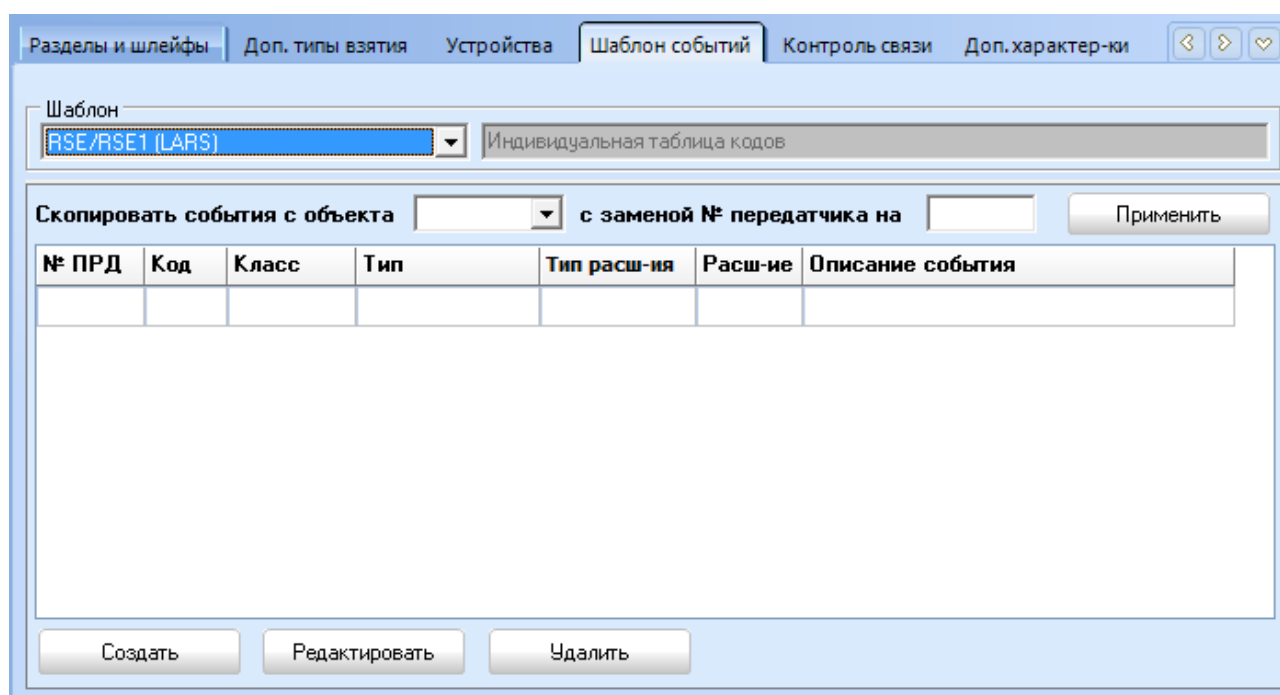 Разделы и шлейфы Доп. типы взятия Устройства Шаблон событий Контроль связи Доп.характер-ки
Шаблон
RSE/RSE1 (LARS) Индивидуальная таблица кодов
Скопировать события с объекта с заменой № передатчика на Применить
№ ПРД Код Класс Тип Тип расш-ия Расш-ие Описание события
Создать Редактировать Удалить